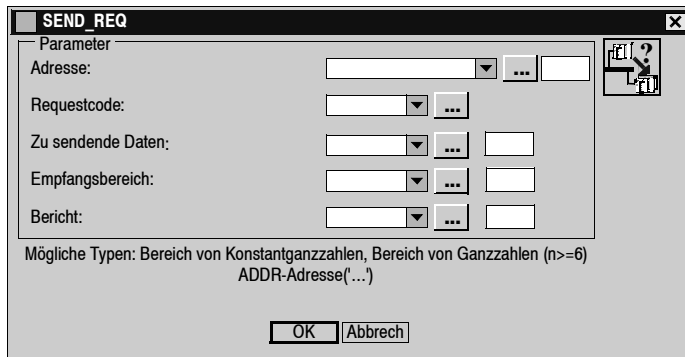 SEND_REQ
Parameter
Adresse:
...
Requestcode:
...
Zu sendende Daten:
...
Empfangsbereich:
...
Bericht:
...
Mögliche Typen: Bereich von Konstantganzzahlen, Bereich von Ganzzahlen (n>=6)
ADDR-Adresse('...')
OK Abbrech